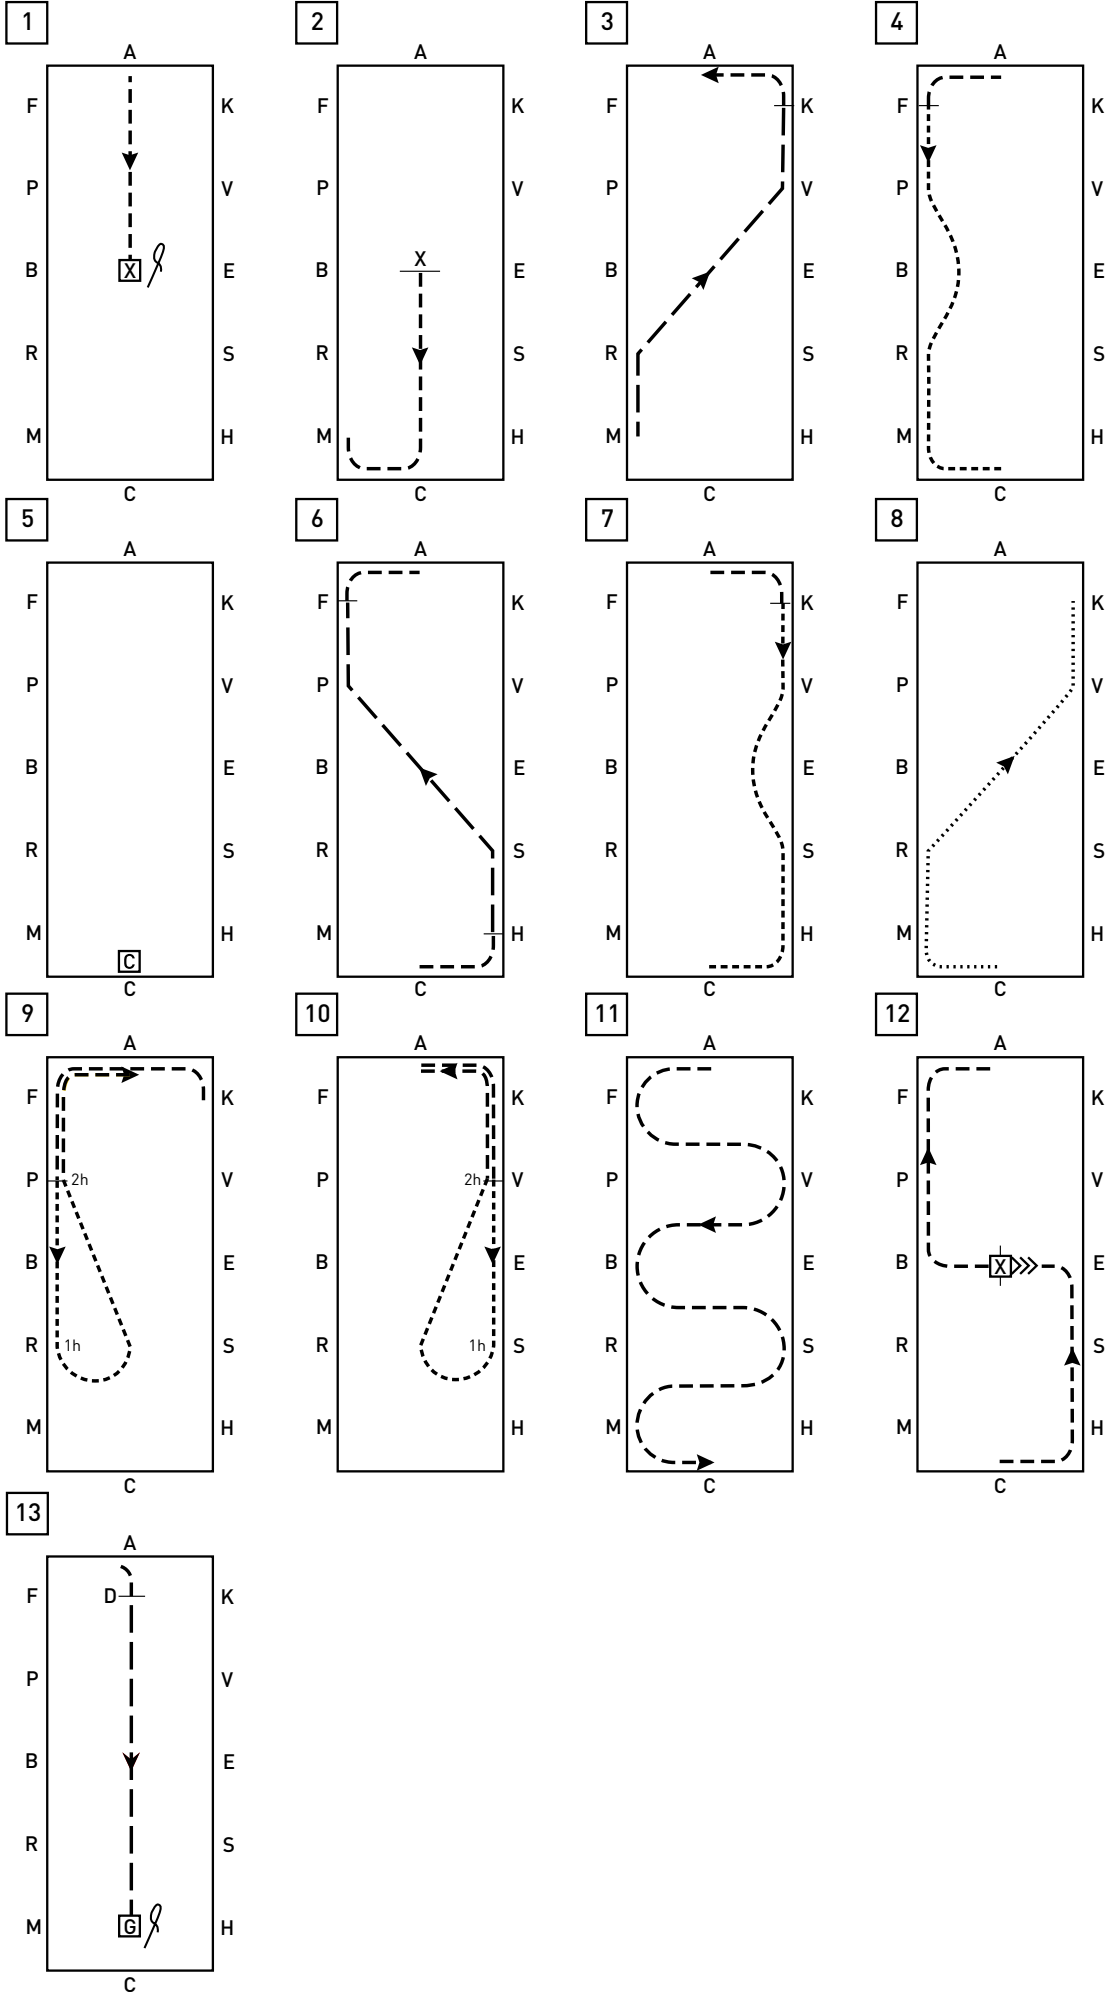 1 2 3 4
A A A A
F K F K F K F K
P V P V P V P V
B X E B X E B E B E
R S R S R S R S
M H M H M H M H
C C C C
5 6 7 8
A A A A
F K F K F K F K
P V P V P V P V
B E B E B E B E
R S R S R S R S
M H M H M H M H
C
C C C C
9 10 11 12
A A A A
F K F K F K F K
P 2h V P 2h V P V P V
B E B E B E B X E
R 1h S R 1h S R S R S
M H M H M H M H
C C C
13
A
F D K
P V
B E
R S
M G H
C